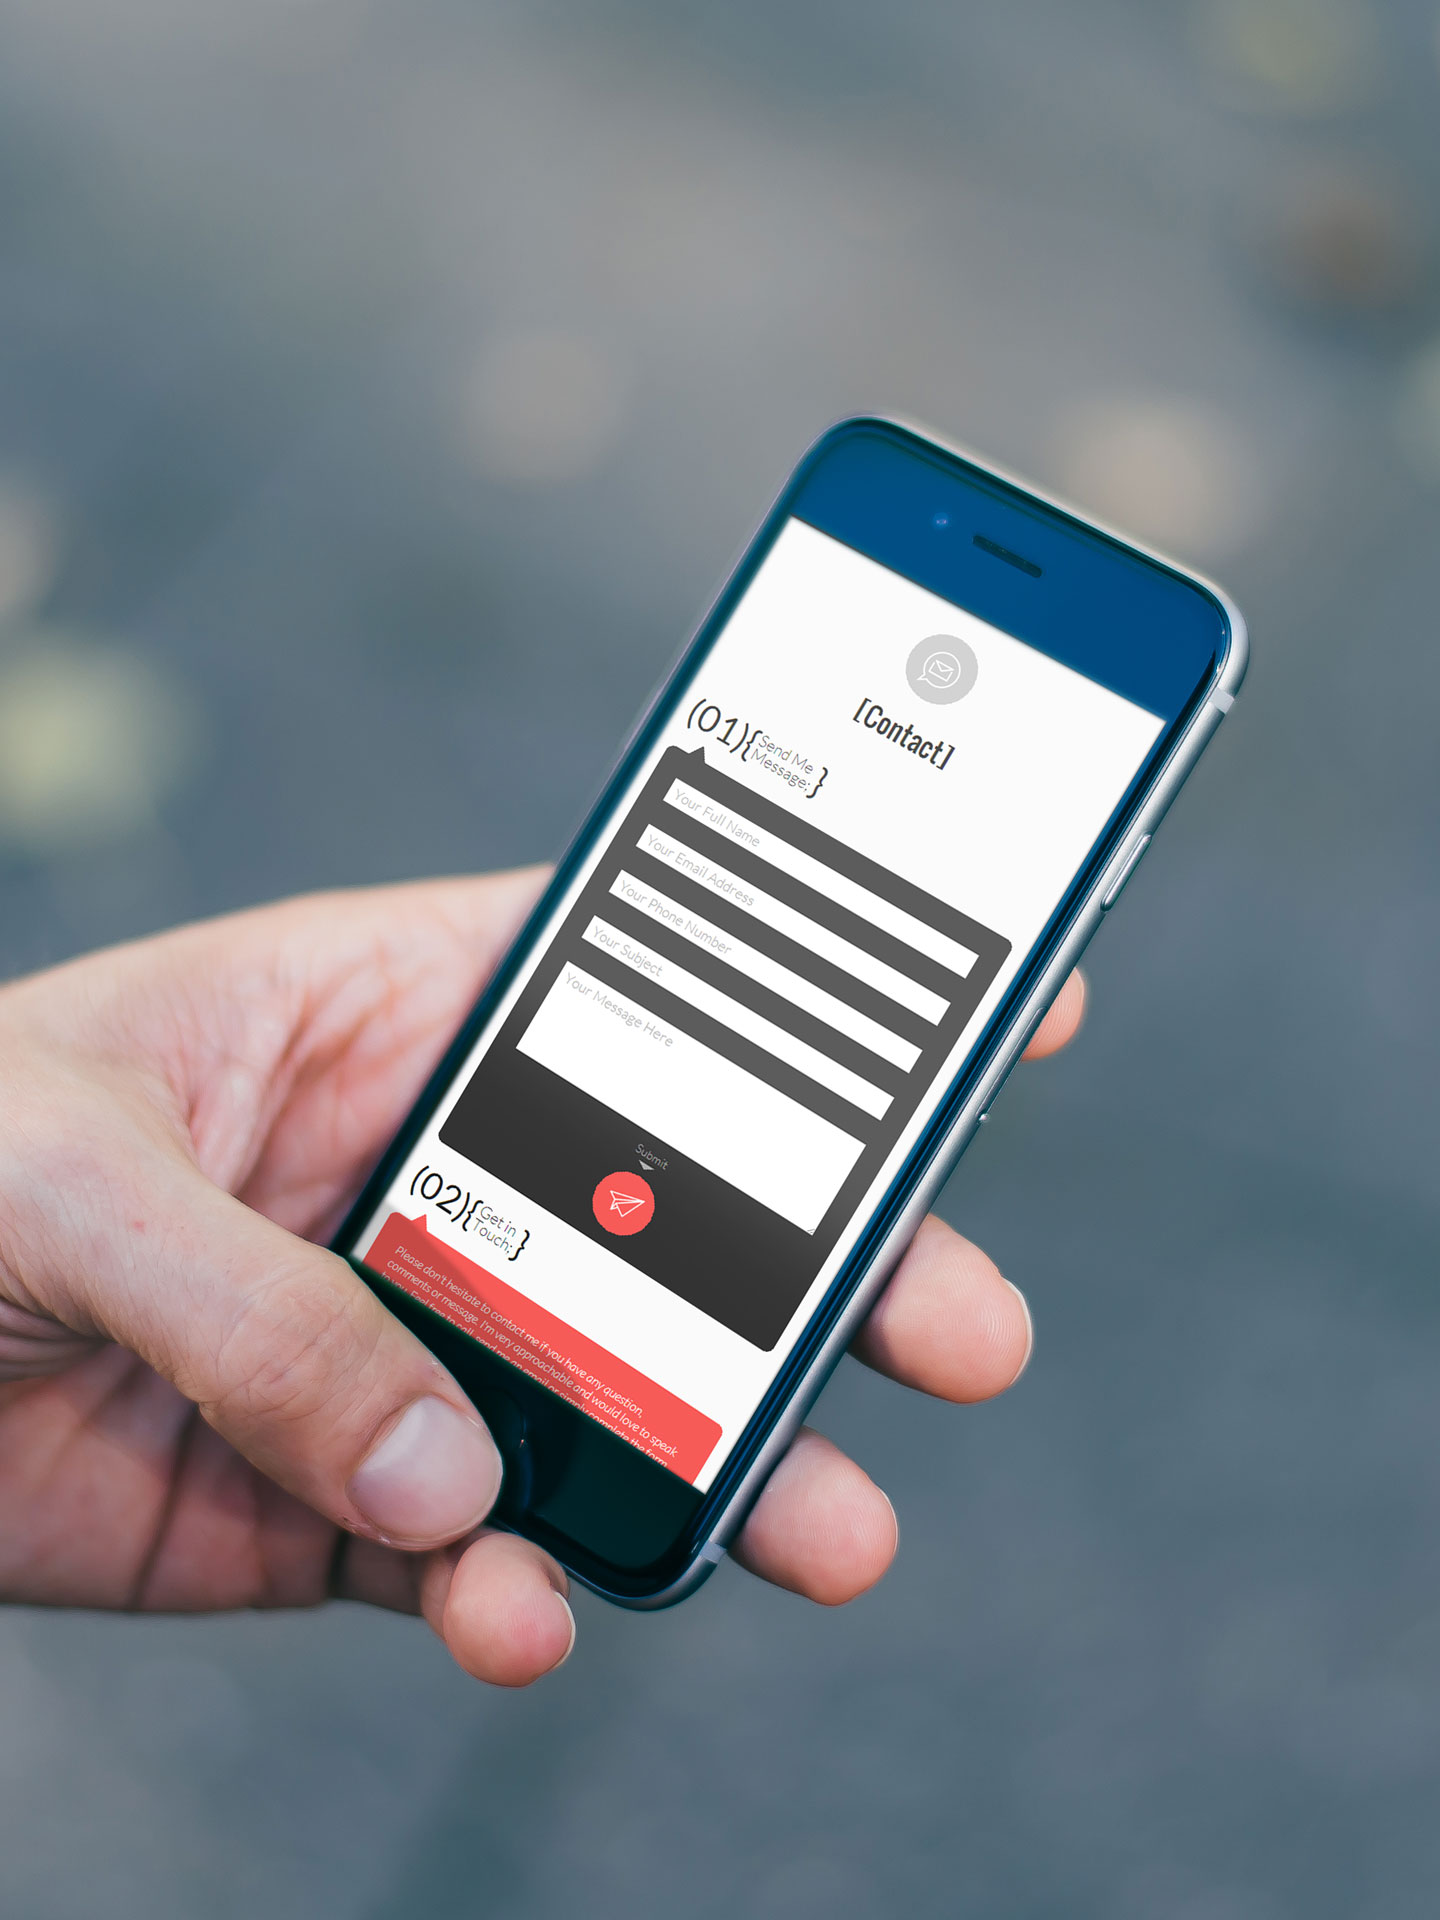 [Contact]
(01){Send Me
Message;}
Your Full Name
Your Email Address
Your Phone Number
Your Subject
Your Message Here
Submit
(02){Get in
Touch;}
Please don't hesitate to contact me if you have any question,
comments or message. I'm very approachable and would love to speak
to you. Feel free to call, send me an email or simply complete the form